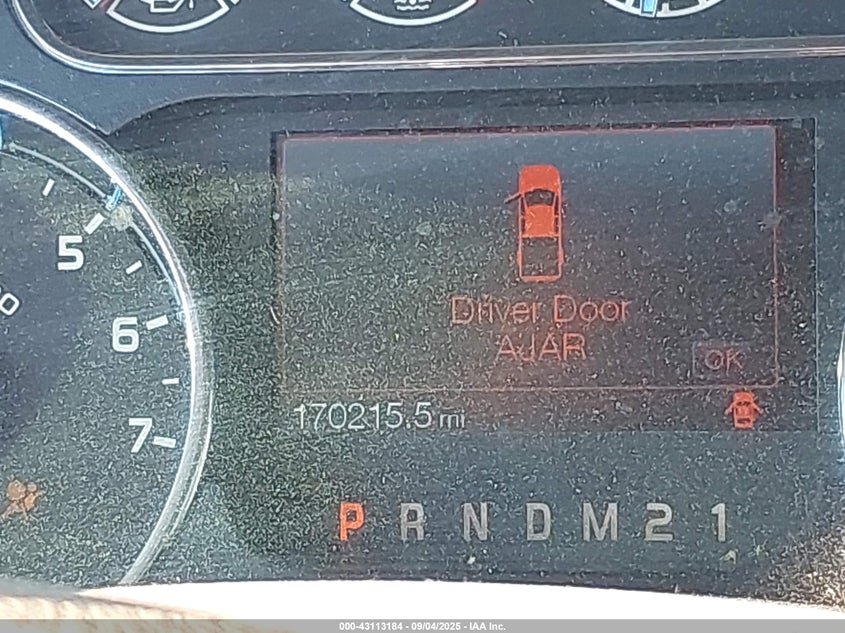 5
6
7
Driver Door
AJAR
OK
170215.5 mi
P R N D M 2 1
000-43113184 - 09/04/2025 - IAA Inc.